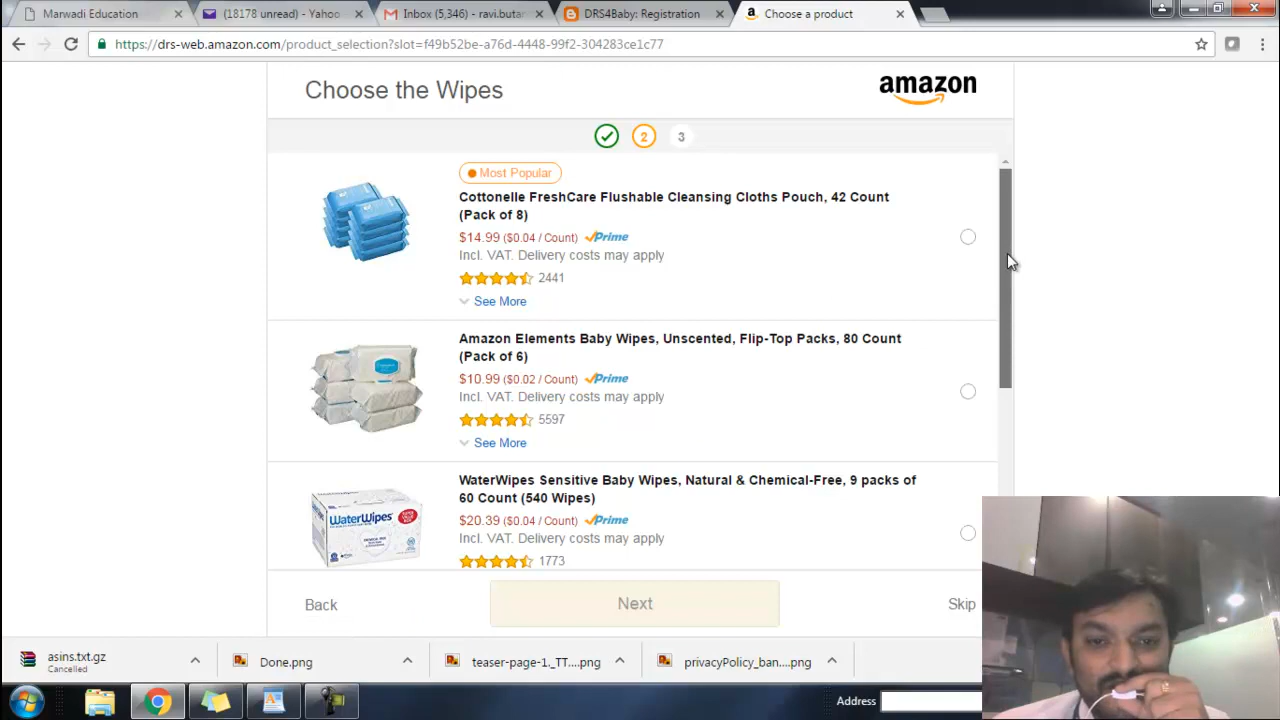 Marwadi Education
(18178 unread) - Yahoo
Inbox (5,346) - ravi.butan
DRS4Baby: Registration
Choose a product
https://drs-web.amazon.com/product_selection?slot=f49b52be-a76d-4448-99f2-304283ce1c77
Choose the Wipes
amazon
2
3
Most Popular
Cottonelle FreshCare Flushable Cleansing Cloths Pouch, 42 Count
(Pack of 8)
$14.99 ($0.04 / Count) Prime
Incl. VAT. Delivery costs may apply
2441
See More
Amazon Elements Baby Wipes, Unscented, Flip-Top Packs, 80 Count
(Pack of 6)
$10.99 ($0.02 / Count) Prime
Incl. VAT. Delivery costs may apply
5597
See More
WaterWipes
WaterWipes Sensitive Baby Wipes, Natural & Chemical-Free, 9 packs of
60 Count (540 Wipes)
$20.39 ($0.04 / Count) Prime
Incl. VAT. Delivery costs may apply
1773
Back
Next
Skip
asins.txt.gz
Cancelled
Done.png
teaser-page-1._TT....png
privacyPolicy_ban....png
Address